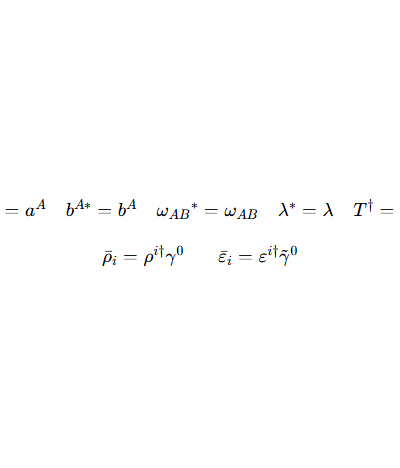 = a^A b^{A*} = b^A ω_{AB}^* = ω_{AB} λ^* = λ T^† =
ρ̄_i = ρ^{i†}γ^0 ε̄_i = ε^{i†}γ̃^0